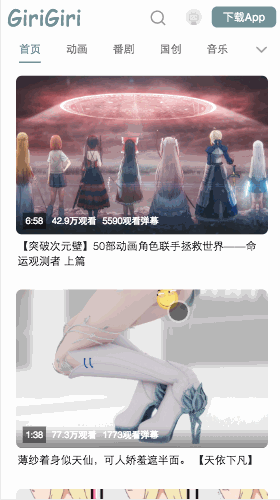 GiriGiri
下载App
首页 动画 番剧 国创 音乐
6:58 42.9万观看 5590观看弹幕
【突破次元壁】50部动画角色联手拯救世界——命
运观测者 上篇
1:38 77.3万观看 1773观看弹幕
薄纱着身似天仙，可人娇羞遮半面。 【天依下凡】